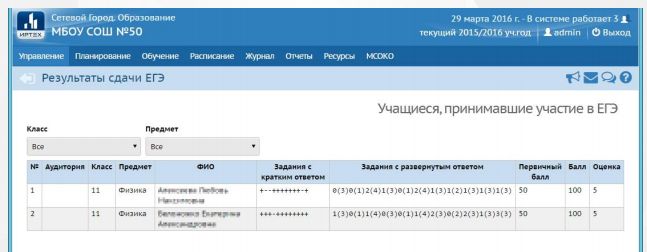 Сетевой Город. Образование
29 марта 2016 г. - В системе работает 3
ИРТЕХ МБОУ СОШ №50
текущий 2015/2016 уч.год admin Выход
Управление Планирование Обучение Расписание Журнал Отчеты Ресурсы МСОКО
Результаты сдачи ЕГЭ
Учащиеся, принимавшие участие в ЕГЭ
Класс Предмет
Все Все
№ Аудитория Класс Предмет ФИО Задания с кратким ответом Задания с развернутым ответом Первичный балл Балл Оценка
1 11 Физика +--+++++++-+ 0(3)0(1)2(4)1(3)0(1)2(4)1(3)1(2)1(3)1(3)1(3) 50 100 5
2 11 Физика +++-++++++++ 1(3)0(1)1(4)0(3)0(1)1(4)2(3)0(2)2(3)1(3)3(3) 50 100 5